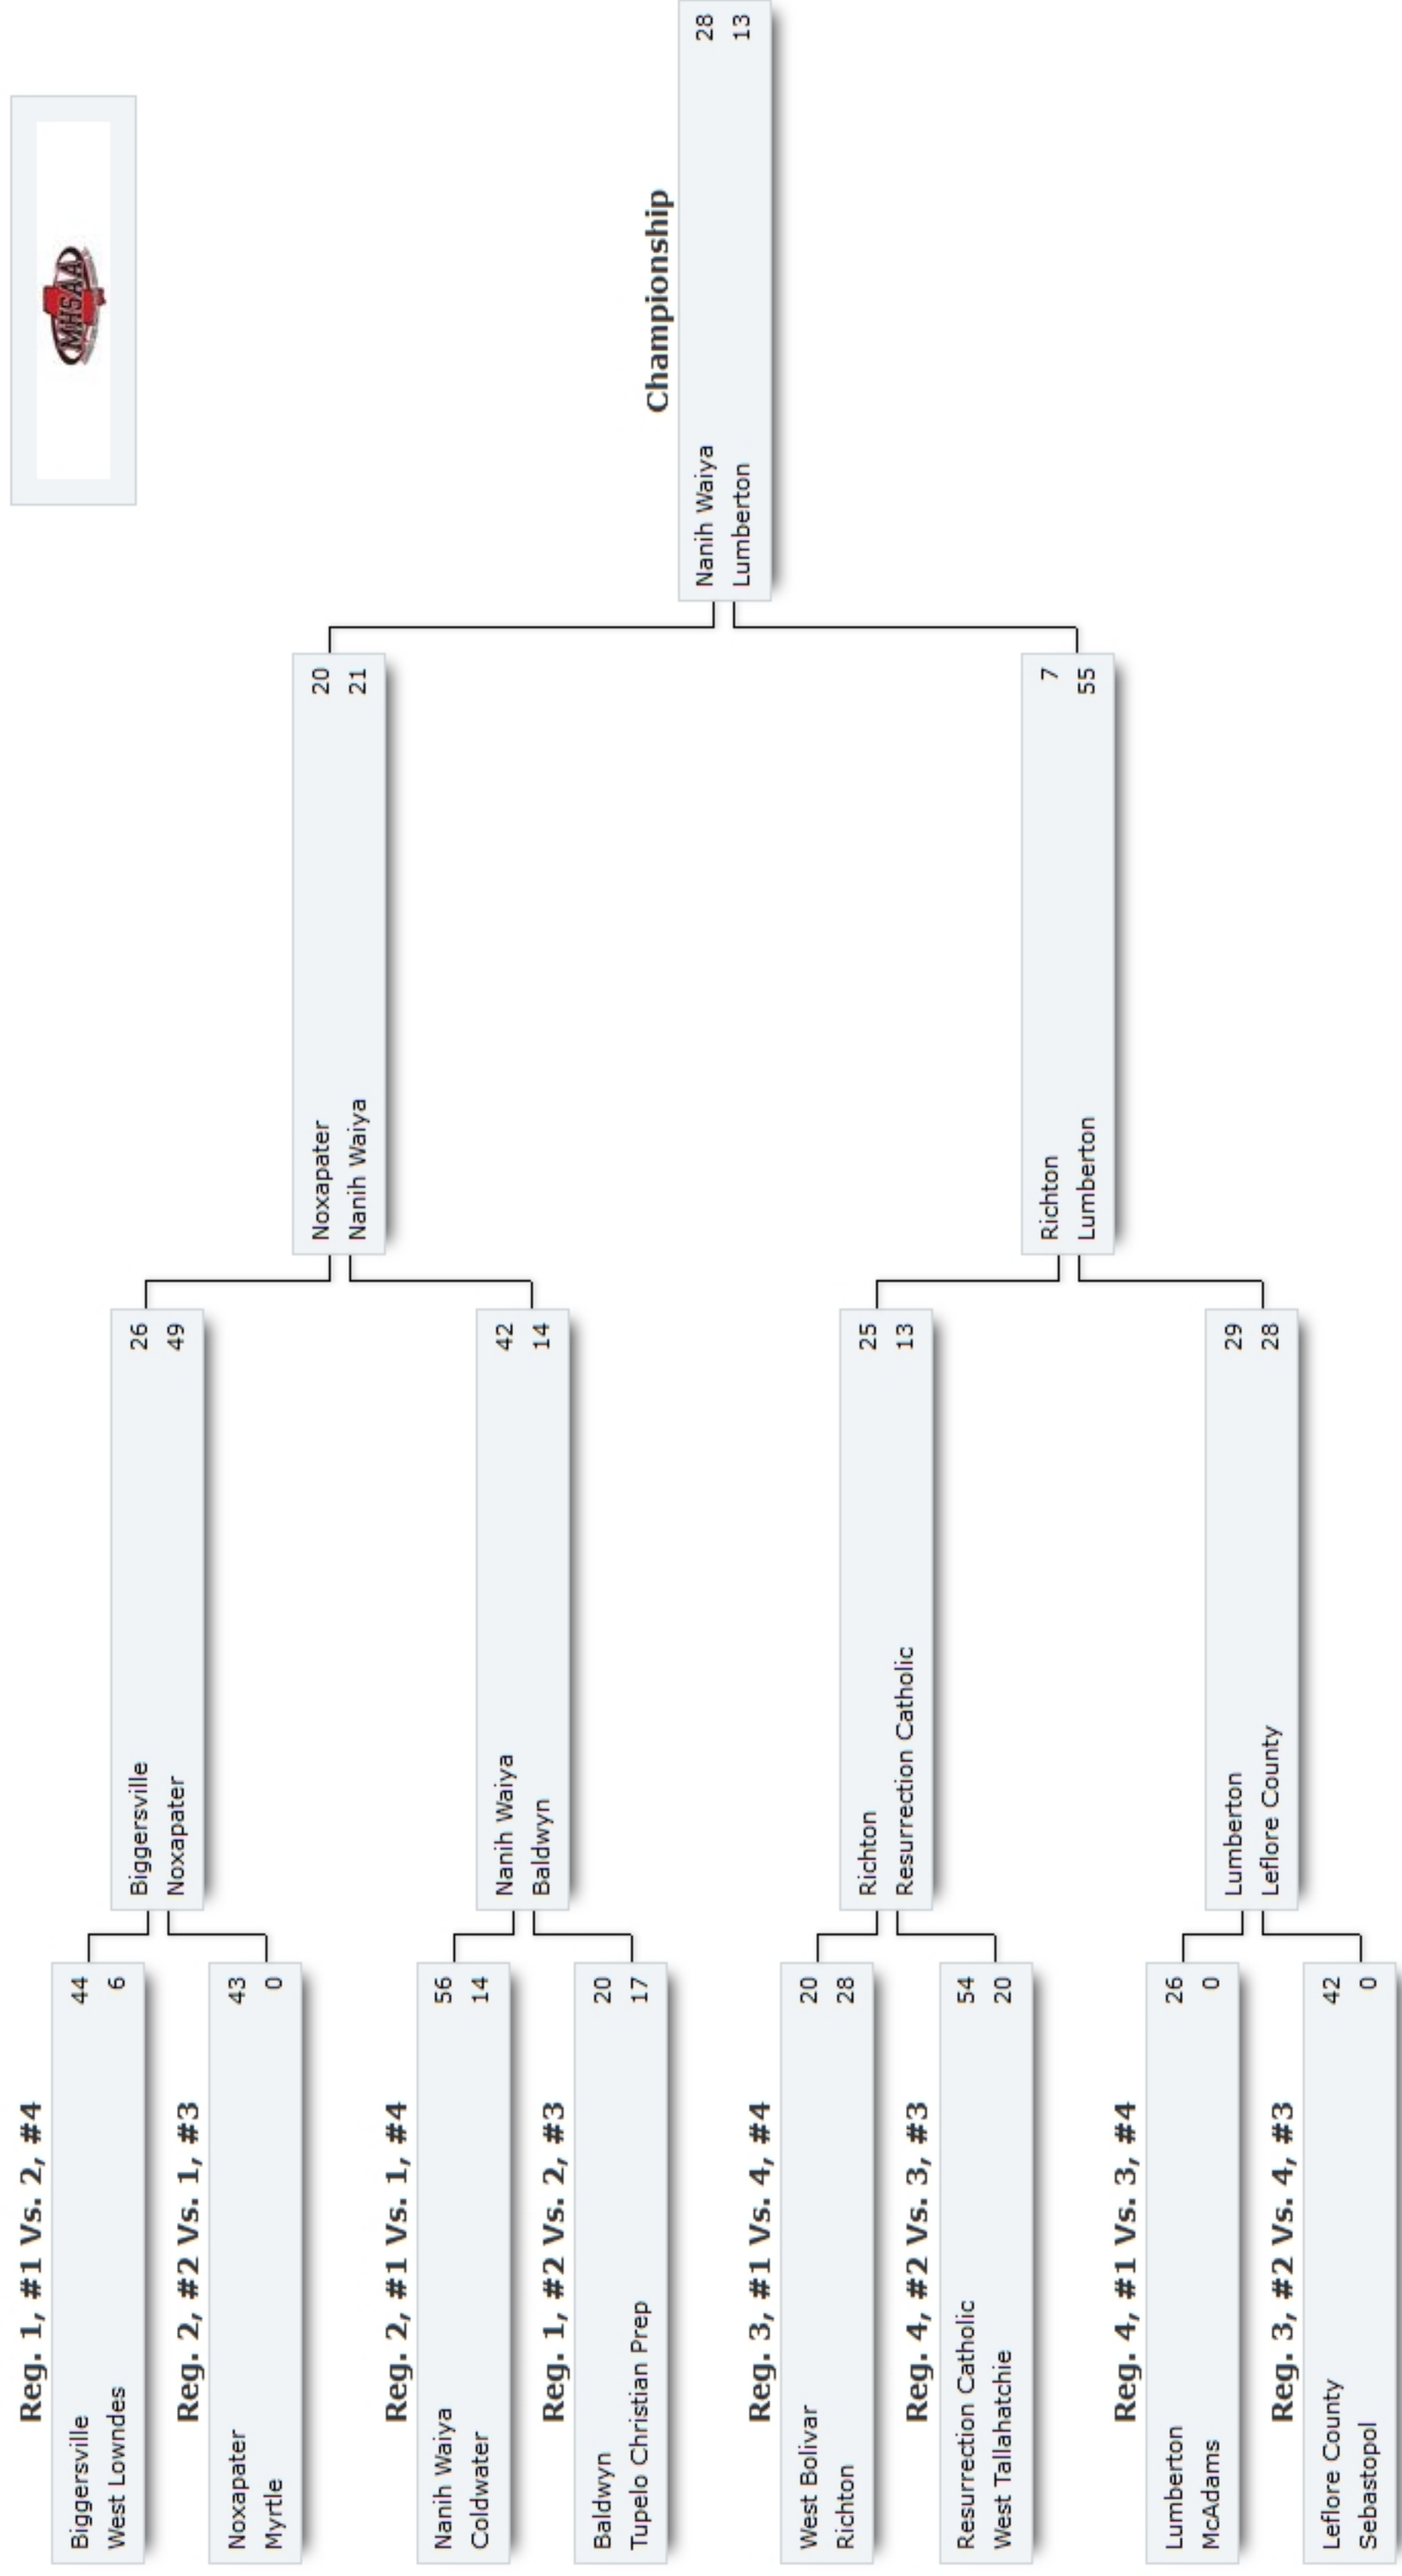 MHSAA
Reg. 1, #1 Vs. 2, #4
Biggersville 44
West Lowndes 6
Reg. 2, #2 Vs. 1, #3
Noxapater 43
Myrtle 0
Reg. 2, #1 Vs. 1, #4
Nanih Waiya 56
Coldwater 14
Reg. 1, #2 Vs. 2, #3
Baldwyn 20
Tupelo Christian Prep 17
Reg. 3, #1 Vs. 4, #4
West Bolivar 20
Richton 28
Reg. 4, #2 Vs. 3, #3
Resurrection Catholic 54
West Tallahatchie 20
Reg. 4, #1 Vs. 3, #4
Lumberton 26
McAdams 0
Reg. 3, #2 Vs. 4, #3
Leflore County 42
Sebastopol 0
Biggersville 26
Noxapater 49
Nanih Waiya 42
Baldwyn 14
Richton 25
Resurrection Catholic 13
Lumberton 29
Leflore County 28
Noxapater 20
Nanih Waiya 21
Richton 7
Lumberton 55
Championship
Nanih Waiya 28
Lumberton 13